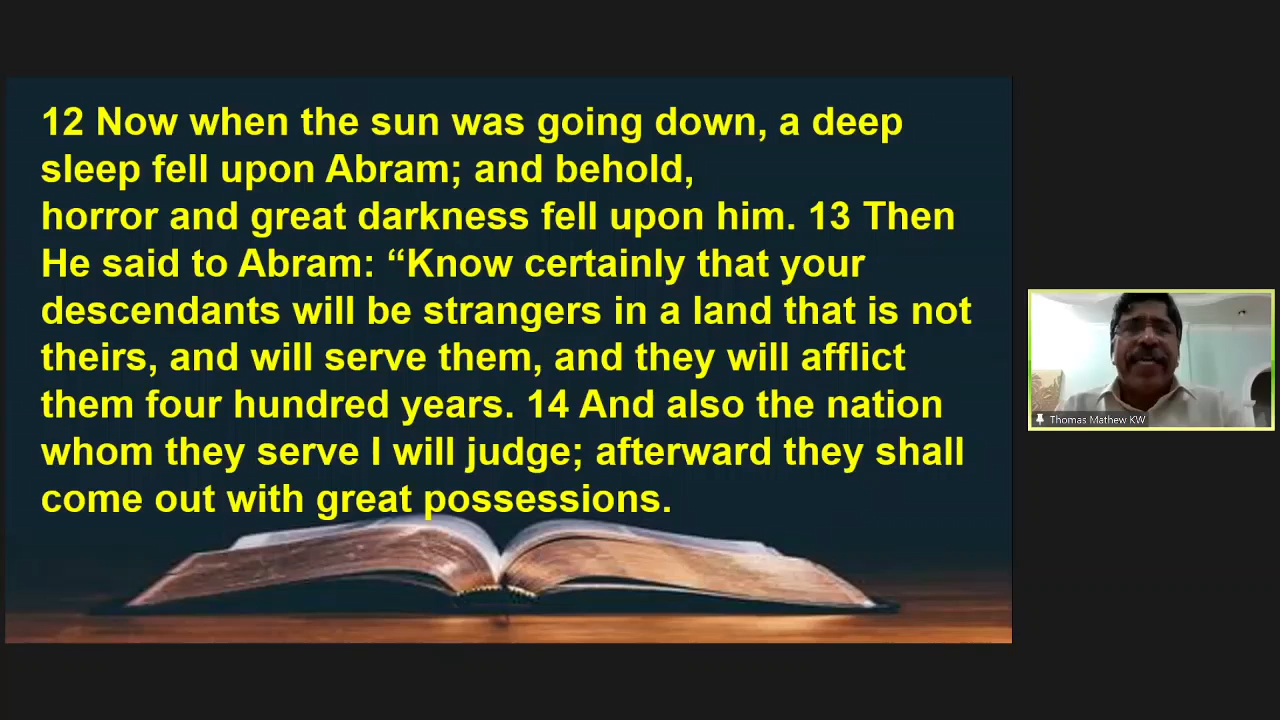 12 Now when the sun was going down, a deep
sleep fell upon Abram; and behold,
horror and great darkness fell upon him. 13 Then
He said to Abram: “Know certainly that your
descendants will be strangers in a land that is not
theirs, and will serve them, and they will afflict
them four hundred years. 14 And also the nation
whom they serve I will judge; afterward they shall
come out with great possessions.
Thomas Mathew KW